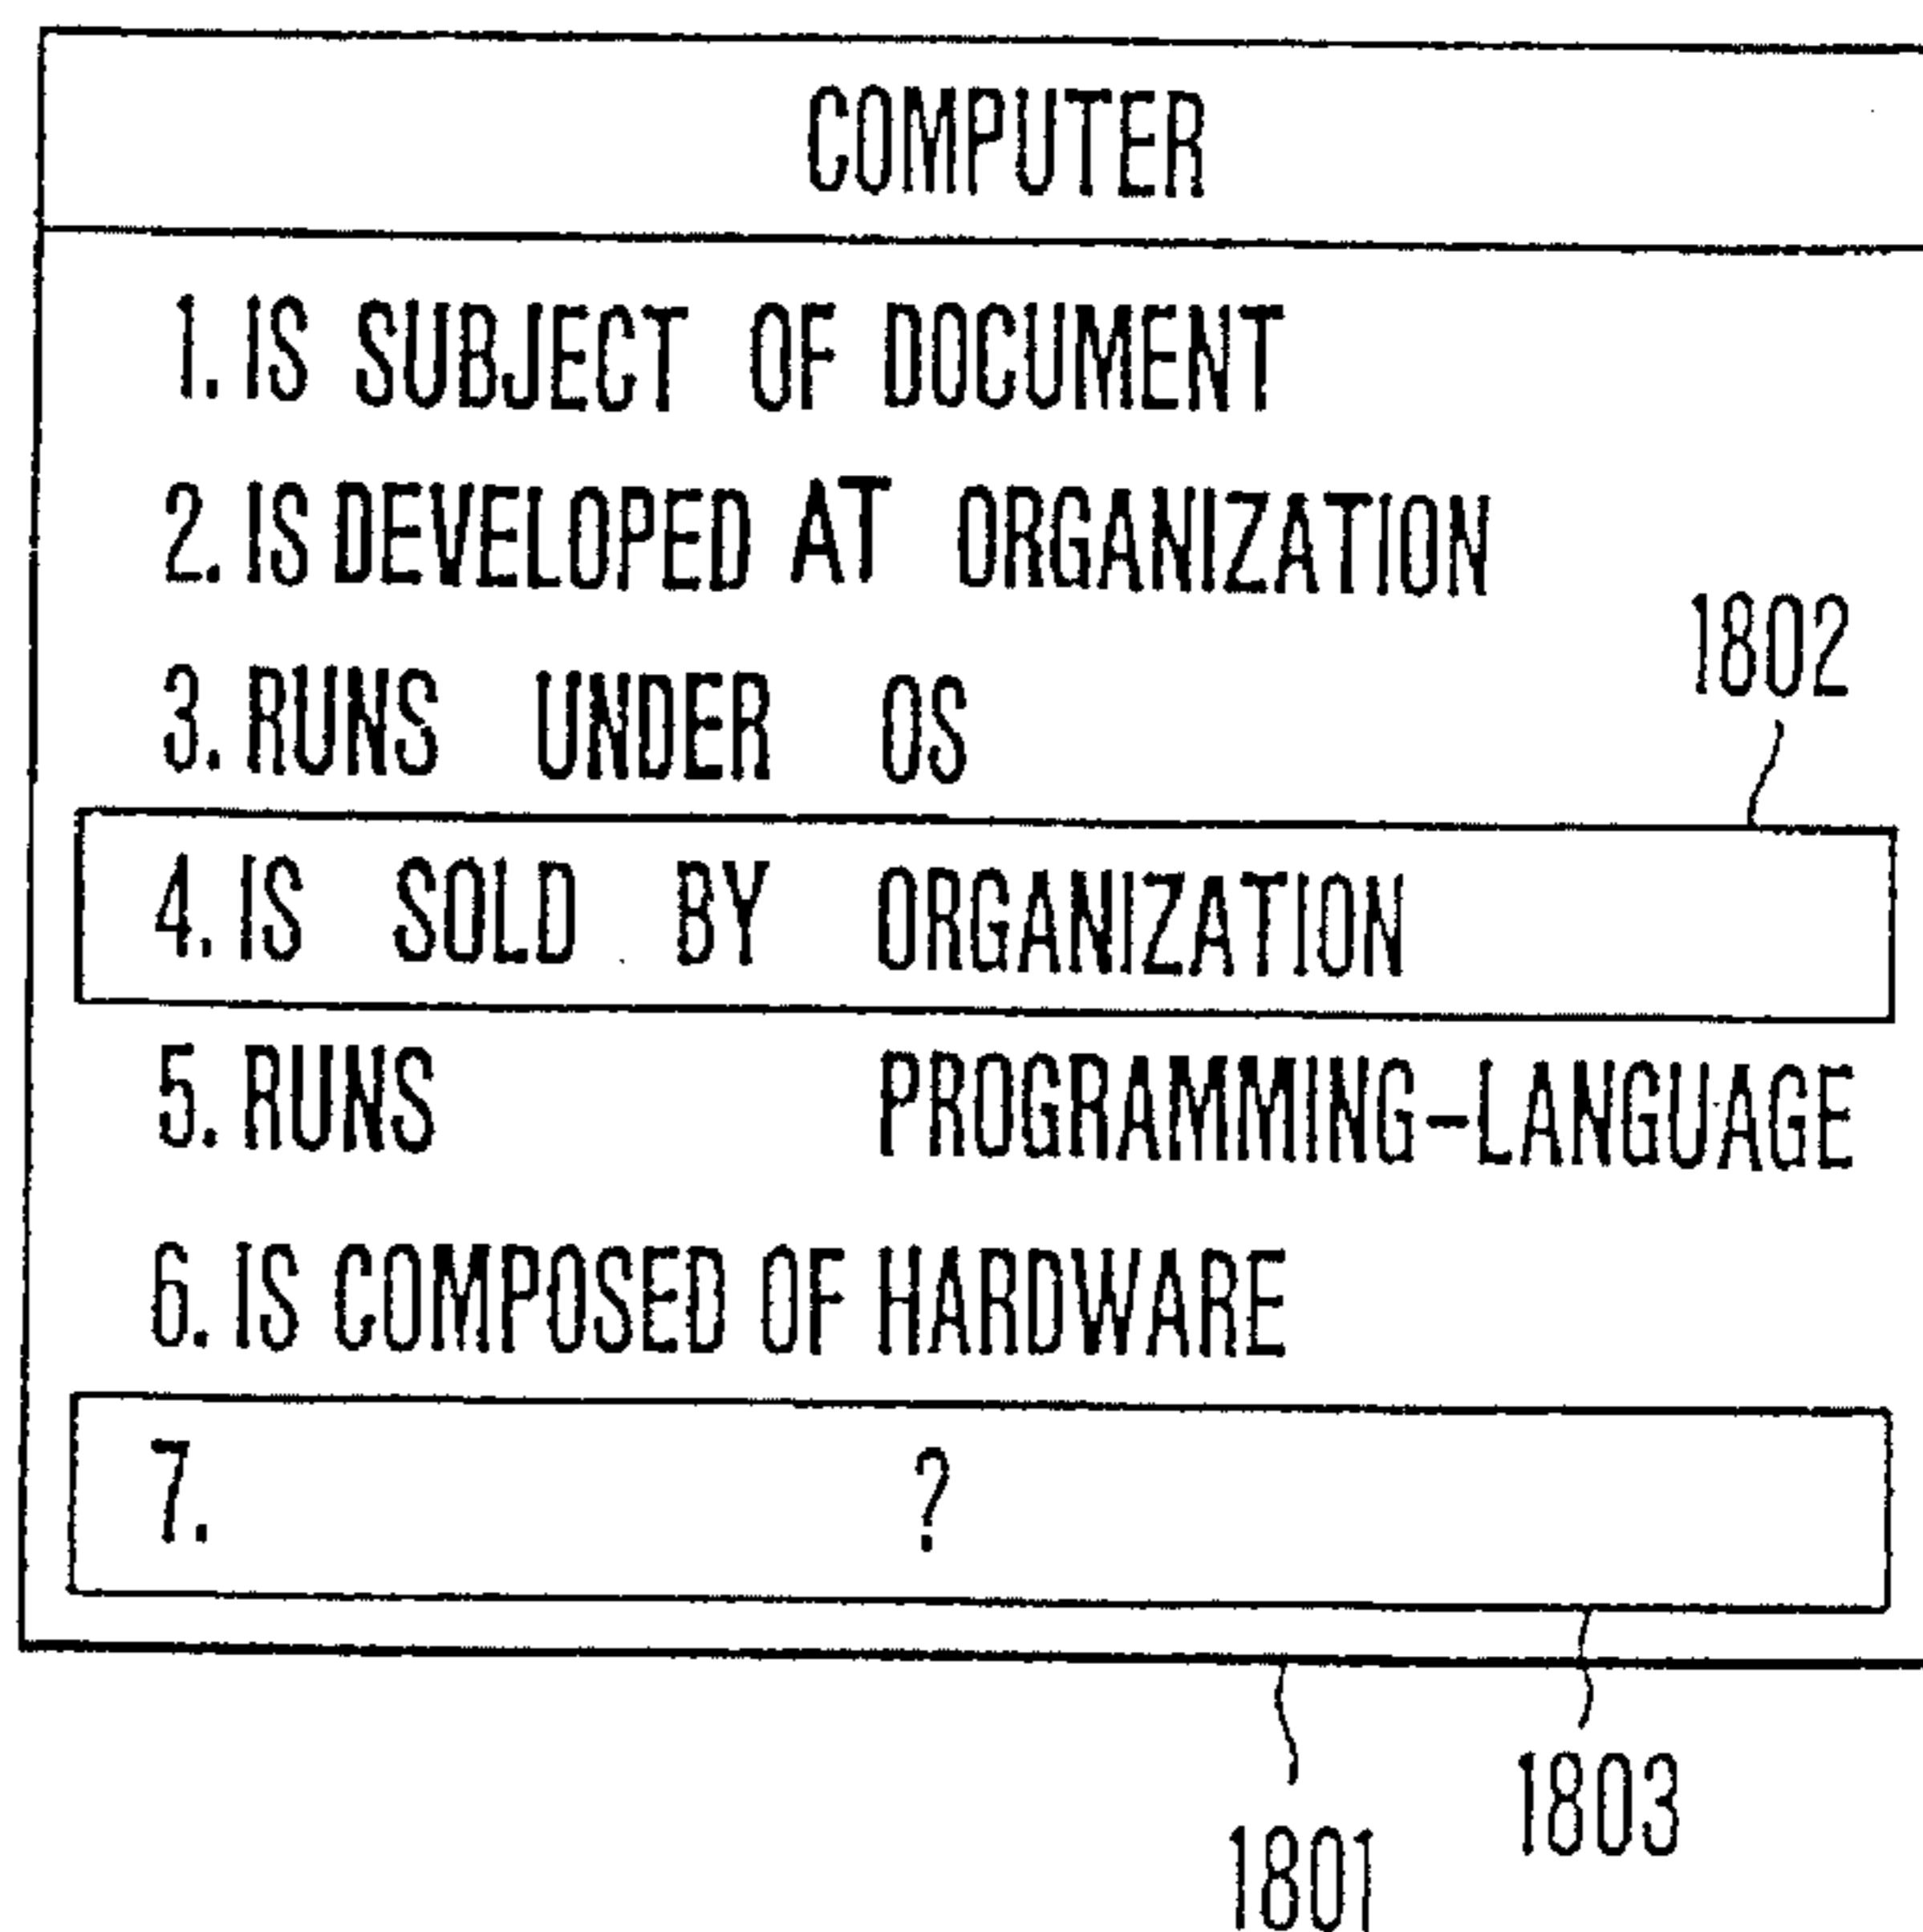 COMPUTER
1. IS SUBJECT OF DOCUMENT
2. IS DEVELOPED AT ORGANIZATION
1802
3. RUNS UNDER OS
4. IS SOLD BY ORGANIZATION
5. RUNS PROGRAMMING-LANGUAGE
6. IS COMPOSED OF HARDWARE
7. ?
1803
1801